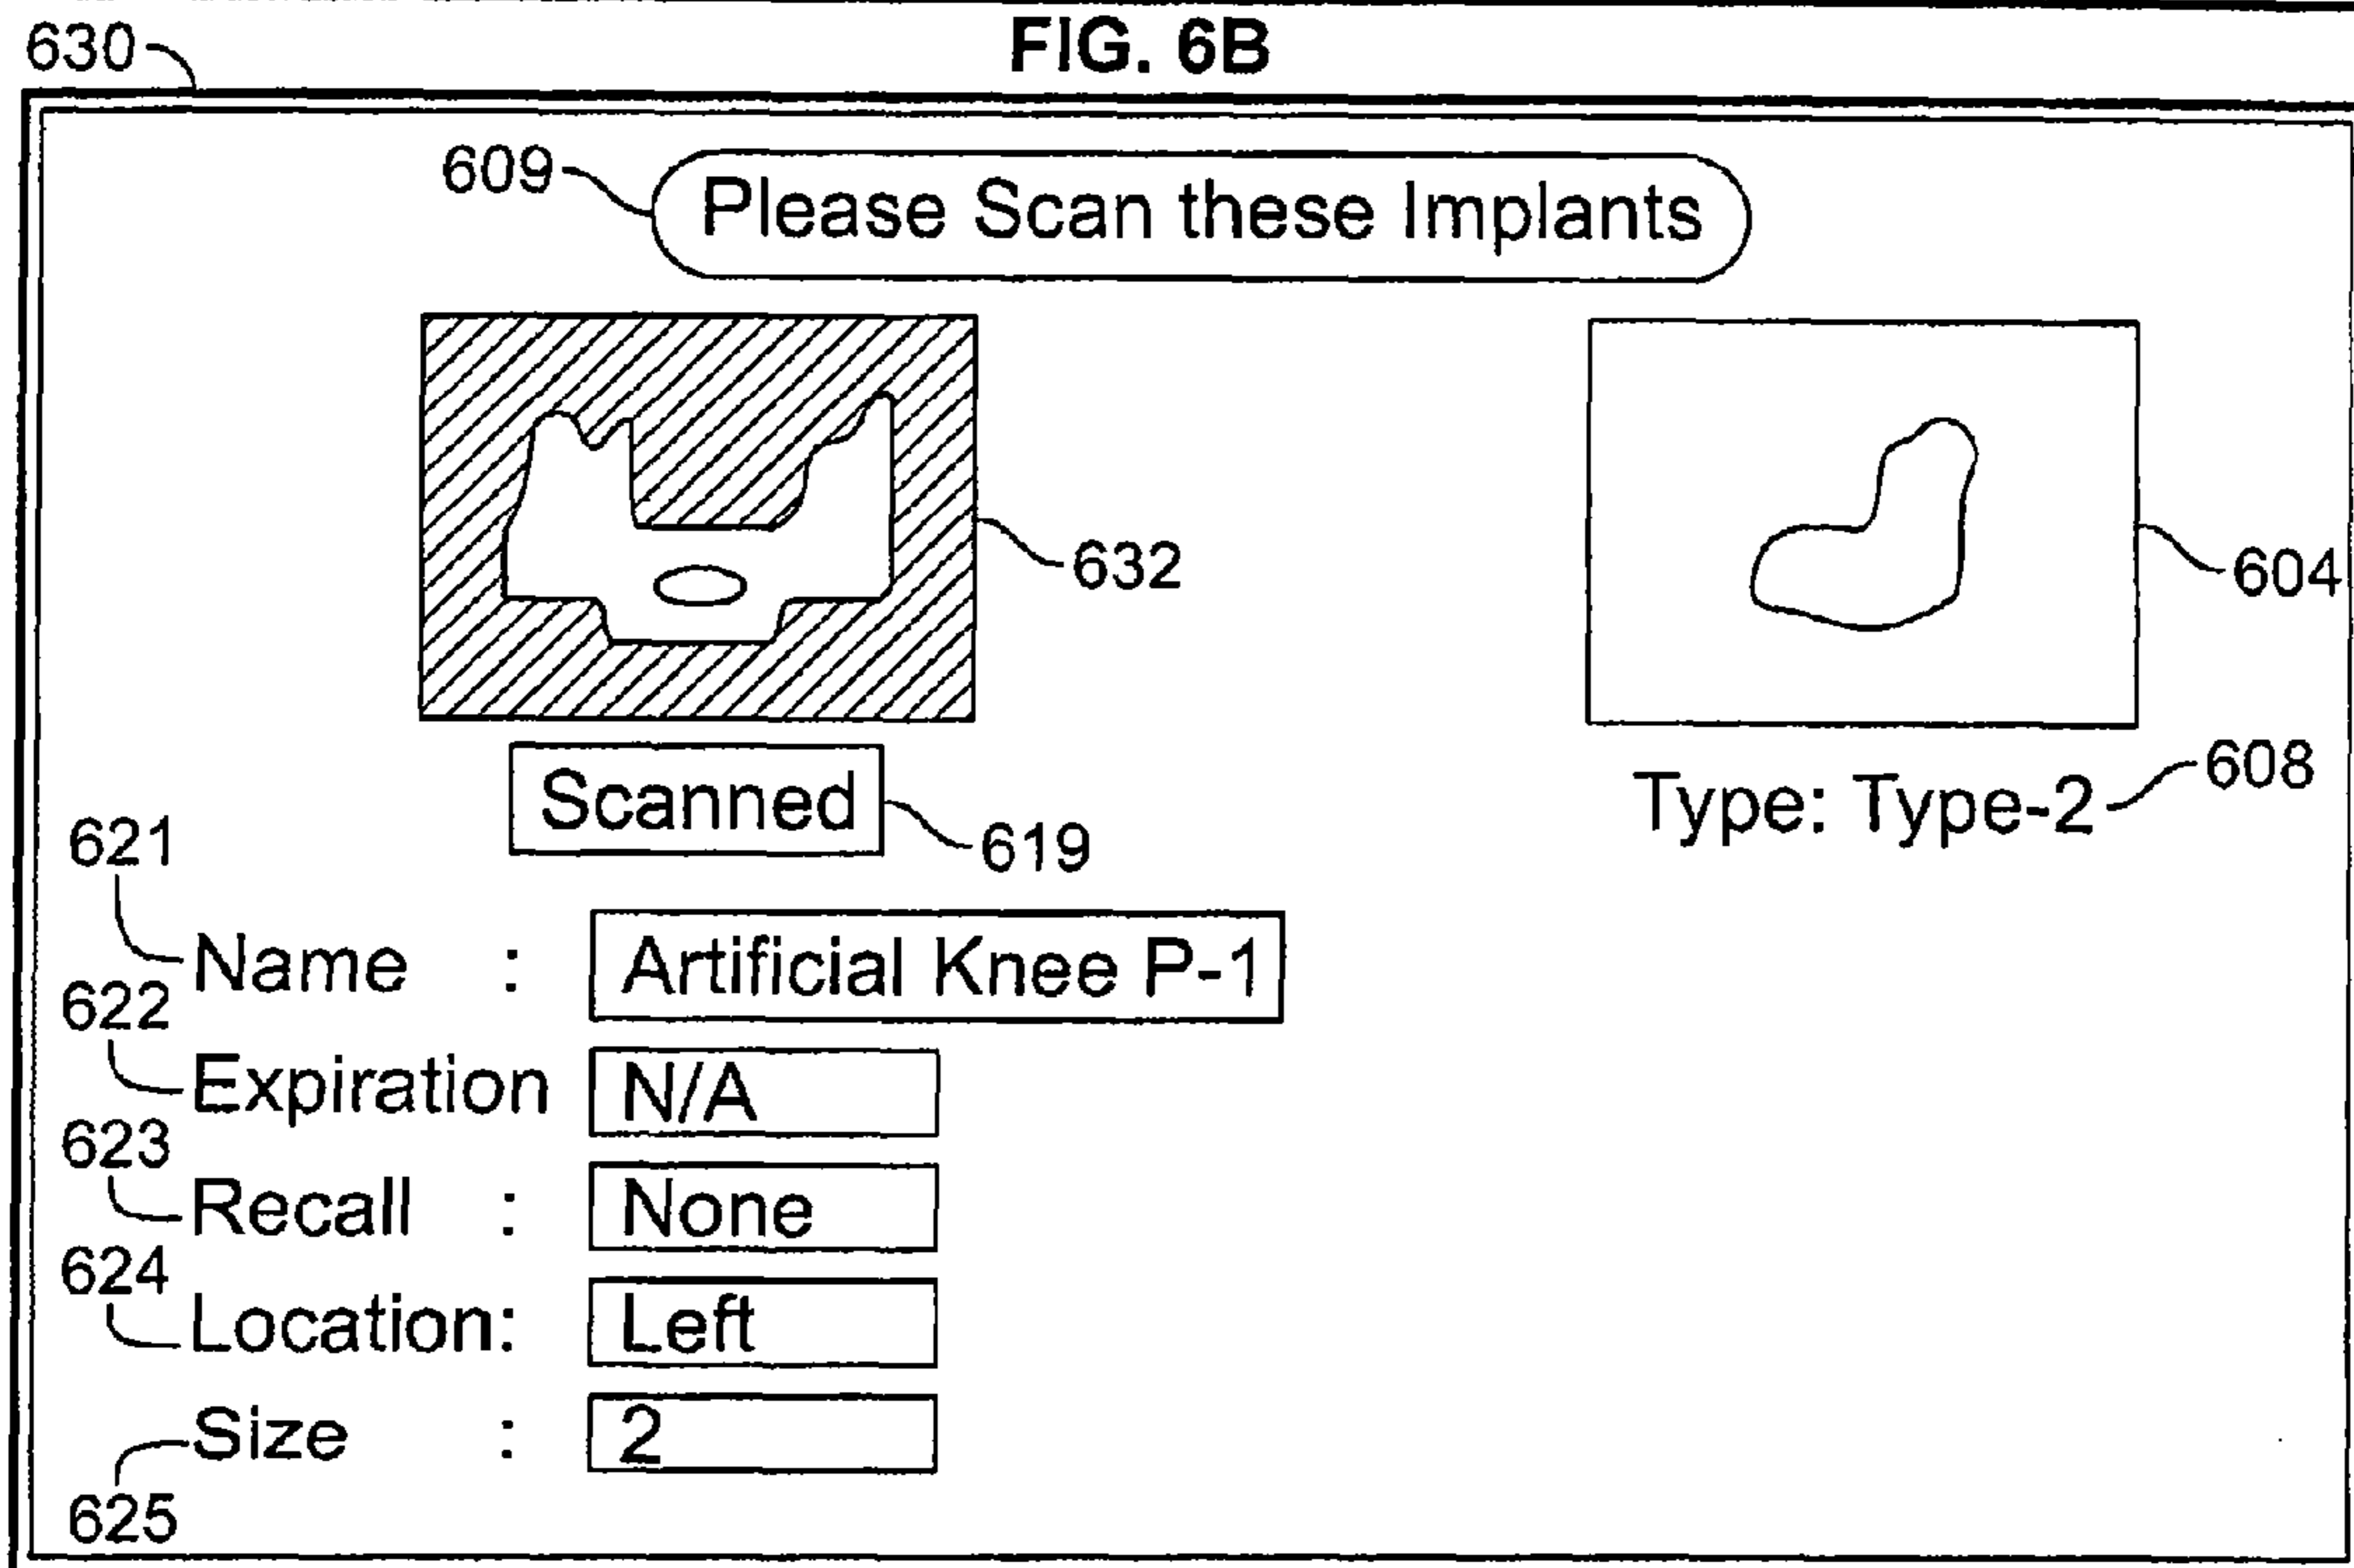 FIG. 6B
630
609
Please Scan these Implants
632
604
Scanned
619
Type: Type-2
608
621
Name : Artificial Knee P-1
622
Expiration N/A
623
Recall : None
624
Location: Left
Size : 2
625